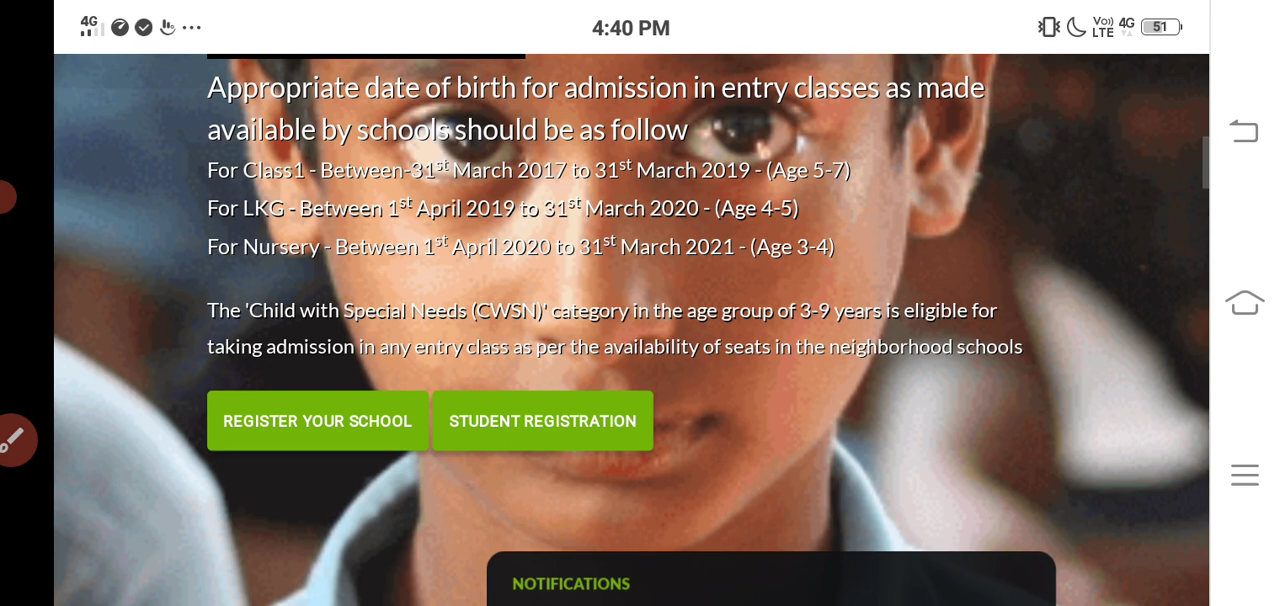 4G
4:40 PM
Vo))
LTE
4G
51
Appropriate date of birth for admission in entry classes as made
available by schools should be as follow
For Class1 - Between-31st March 2017 to 31st March 2019 - (Age 5-7)
For LKG - Between 1st April 2019 to 31st March 2020 - (Age 4-5)
For Nursery - Between 1st April 2020 to 31st March 2021 - (Age 3-4)
The 'Child with Special Needs (CWSN)' category in the age group of 3-9 years is eligible for
taking admission in any entry class as per the availability of seats in the neighborhood schools
REGISTER YOUR SCHOOL STUDENT REGISTRATION
NOTIFICATIONS